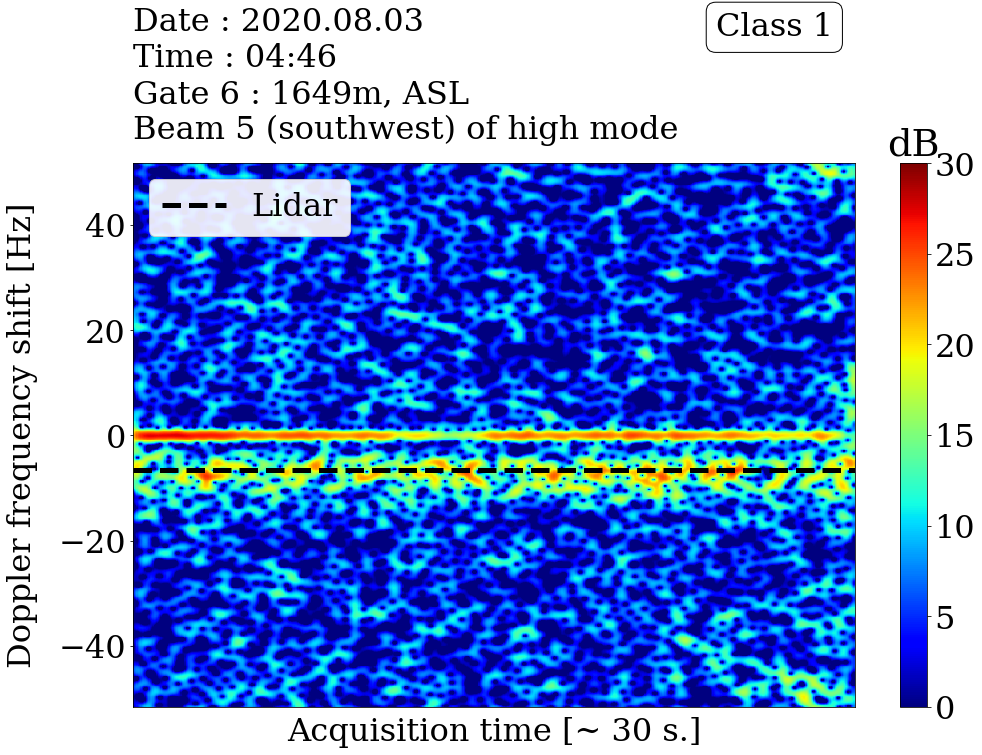 Date : 2020.08.03
Time : 04:46
Gate 6 : 1649m, ASL
Beam 5 (southwest) of high mode
Class 1
dB
Lidar
Doppler frequency shift [Hz]
40
20
0
−20
−40
30
25
20
15
10
5
0
Acquisition time [~ 30 s.]